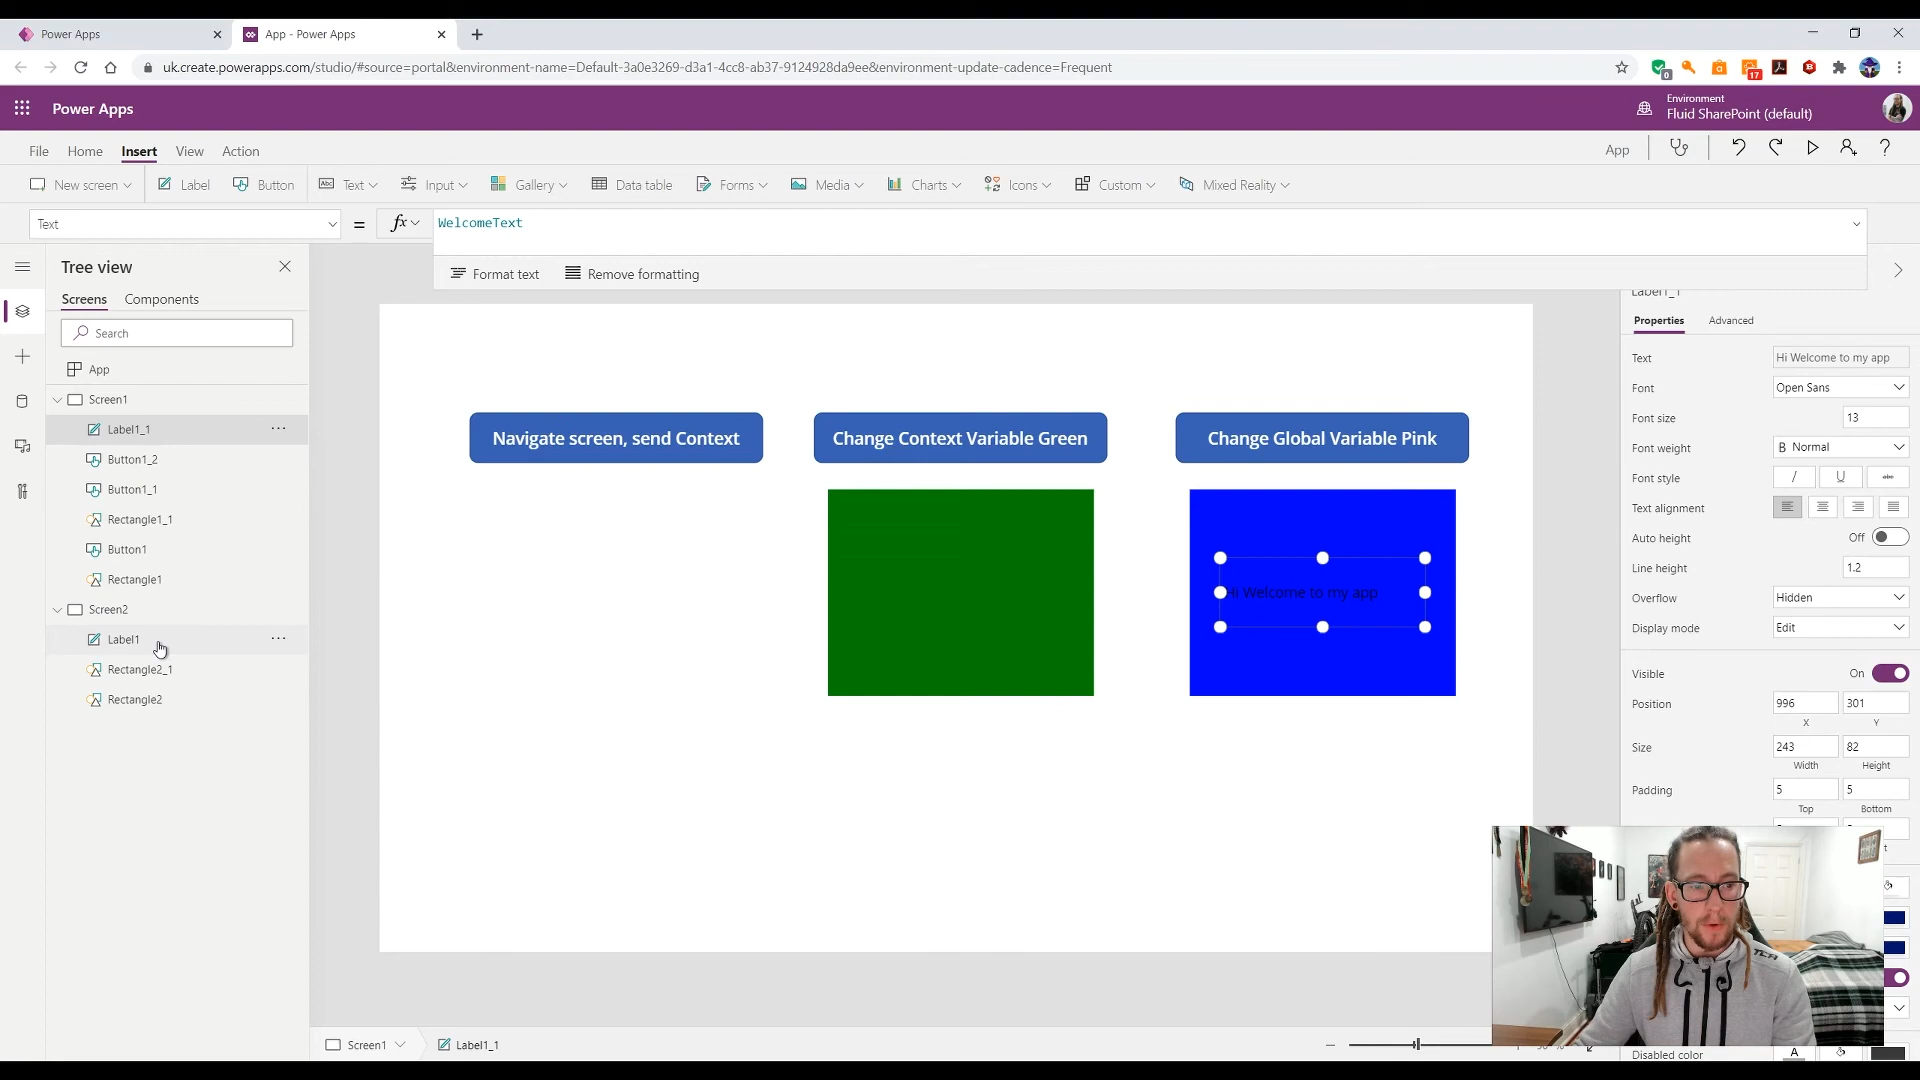 Power Apps
App - Power Apps
uk.create.powerapps.com/studio/#source=portal&environment-name=Default-3a0e3269-d3a1-4cc8-ab37-9124928da9ee&environment-update-cadence=Frequent
0
17
Power Apps
Environment
Fluid SharePoint (default)
File
Home
Insert
View
Action
App
New screen
Label
Button
Abc
Text
Input
Gallery
Data table
Forms
Media
Charts
Icons
Custom
Mixed Reality
Text
=
fx
WelcomeText
Format text
Remove formatting
Tree view
Screens
Components
Search
App
Screen1
Label1_1
Button1_2
Button1_1
Rectangle1_1
Button1
Rectangle1
Screen2
Label1
Rectangle2_1
Rectangle2
Navigate screen, send Context
Change Context Variable Green
Change Global Variable Pink
Hi Welcome to my app
Label1_1
Properties
Advanced
Text
Hi Welcome to my app
Font
Open Sans
Font size
13
Font weight
B Normal
Font style
/
U
abc
Text alignment
Auto height
Off
Line height
1.2
Overflow
Hidden
Display mode
Edit
Visible
On
Position
996
301
X
Y
Size
243
82
Width
Height
Padding
5
5
Top
Bottom
Disabled color
A
Screen1
Label1_1